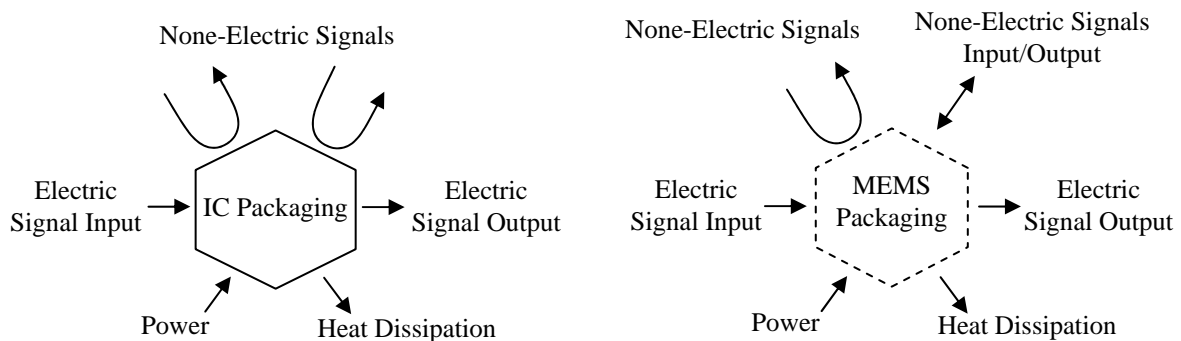 None-Electric Signals
Electric
Signal Input
IC Packaging
Electric
Signal Output
Power
Heat Dissipation
None-Electric Signals
None-Electric Signals
Input/Output
Electric
Signal Input
MEMS
Packaging
Electric
Signal Output
Power
Heat Dissipation